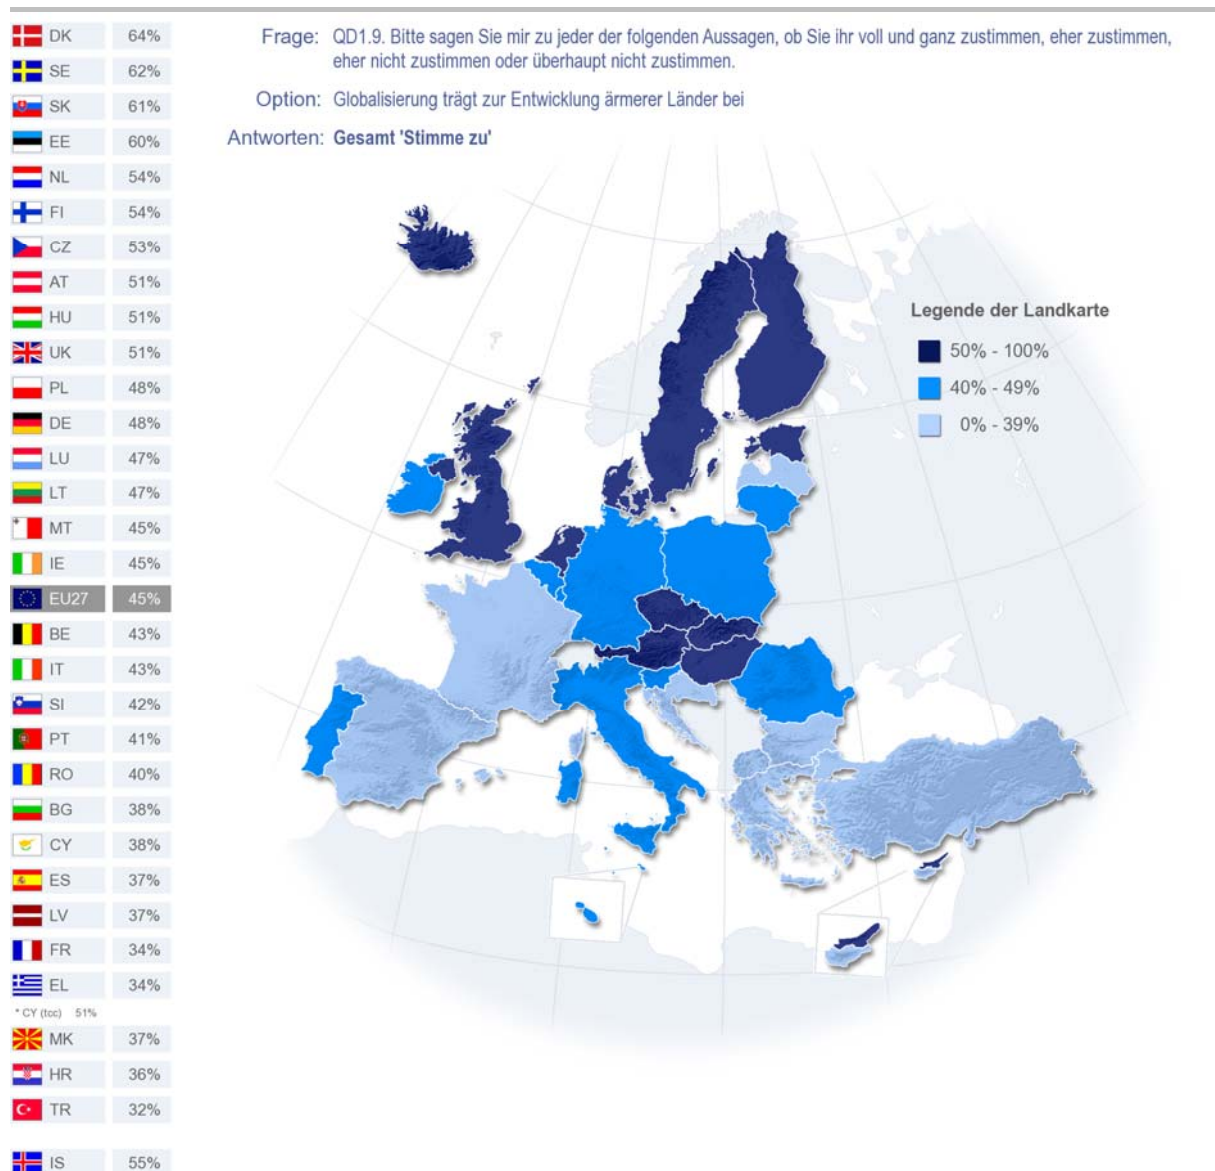 DK 64%
SE 62%
SK 61%
EE 60%
NL 54%
FI 54%
CZ 53%
AT 51%
HU 51%
UK 51%
PL 48%
DE 48%
LU 47%
LT 47%
MT 45%
IE 45%
EU27 45%
BE 43%
IT 43%
SI 42%
PT 41%
RO 40%
BG 38%
CY 38%
ES 37%
LV 37%
FR 34%
EL 34%
* CY (tcc) 51%
MK 37%
HR 36%
TR 32%
IS 55%
Frage: QD1.9. Bitte sagen Sie mir zu jeder der folgenden Aussagen, ob Sie ihr voll und ganz zustimmen, eher zustimmen,
eher nicht zustimmen oder überhaupt nicht zustimmen.
Option: Globalisierung trägt zur Entwicklung ärmerer Länder bei
Antworten: Gesamt 'Stimme zu'
Legende der Landkarte
50% - 100%
40% - 49%
0% - 39%